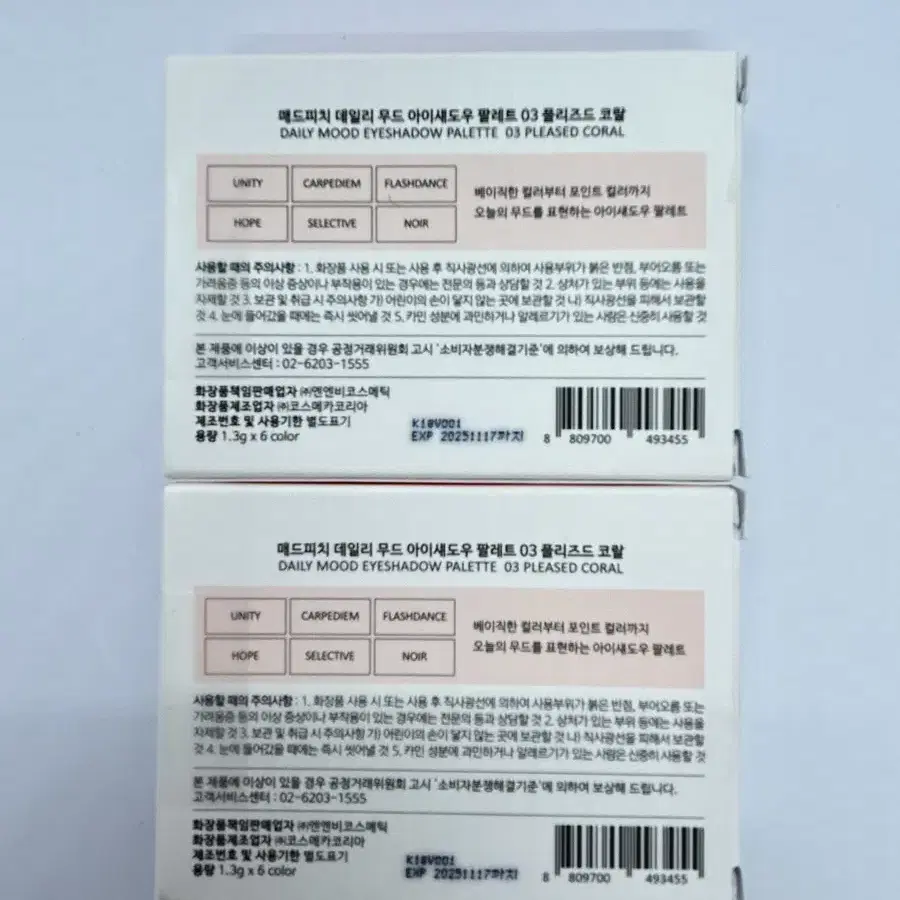 매드피치 데일리 무드 아이섀도우 팔레트 03 플리즈드 코랄
DAILY MOOD EYESHADOW PALETTE 03 PLEASED CORAL
UNITY CARPEDIEM FLASHDANCE
HOPE SELECTIVE NOIR
베이직한 컬러부터 포인트 컬러까지
오늘의 무드를 표현하는 아이섀도우 팔레트
사용할 때의 주의사항 : 1. 화장품 사용 시 또는 사용 후 직사광선에 의하여 사용부위가 붉은 반점, 부어오름 또는
가려움증 등의 이상 증상이나 부작용이 있는 경우에는 전문의 등과 상담할 것 2. 상처가 있는 부위 등에는 사용을
자제할 것 3. 보관 및 취급 시 주의사항 가) 어린이의 손이 닿지 않는 곳에 보관할 것 나) 직사광선을 피해서 보관할
것 4. 눈에 들어갔을 때에는 즉시 씻어낼 것 5. 카민 성분에 과민하거나 알레르기가 있는 사람은 신중히 사용할 것
본 제품에 이상이 있을 경우 공정거래위원회 고시 '소비자분쟁해결기준'에 의하여 보상해 드립니다.
고객서비스센터 : 02-6203-1555
화장품책임판매업자 ㈜엔엔비코스메틱
화장품제조업자 ㈜코스메카코리아
제조번호 및 사용기한 별도표기
용량 1.3g x 6 color
K18V001
EXP 20251117까지
8 809700 493455
매드피치 데일리 무드 아이섀도우 팔레트 03 플리즈드 코랄
DAILY MOOD EYESHADOW PALETTE 03 PLEASED CORAL
UNITY CARPEDIEM FLASHDANCE
HOPE SELECTIVE NOIR
베이직한 컬러부터 포인트 컬러까지
오늘의 무드를 표현하는 아이섀도우 팔레트
사용할 때의 주의사항 : 1. 화장품 사용 시 또는 사용 후 직사광선에 의하여 사용부위가 붉은 반점, 부어오름 또는
가려움증 등의 이상 증상이나 부작용이 있는 경우에는 전문의 등과 상담할 것 2. 상처가 있는 부위 등에는 사용을
자제할 것 3. 보관 및 취급 시 주의사항 가) 어린이의 손이 닿지 않는 곳에 보관할 것 나) 직사광선을 피해서 보관할
것 4. 눈에 들어갔을 때에는 즉시 씻어낼 것 5. 카민 성분에 과민하거나 알레르기가 있는 사람은 신중히 사용할 것
본 제품에 이상이 있을 경우 공정거래위원회 고시 '소비자분쟁해결기준'에 의하여 보상해 드립니다.
고객서비스센터 : 02-6203-1555
화장품책임판매업자 ㈜엔엔비코스메틱
화장품제조업자 ㈜코스메카코리아
제조번호 및 사용기한 별도표기
용량 1.3g x 6 color
K18V001
EXP 20251117까지
8 809700 493455